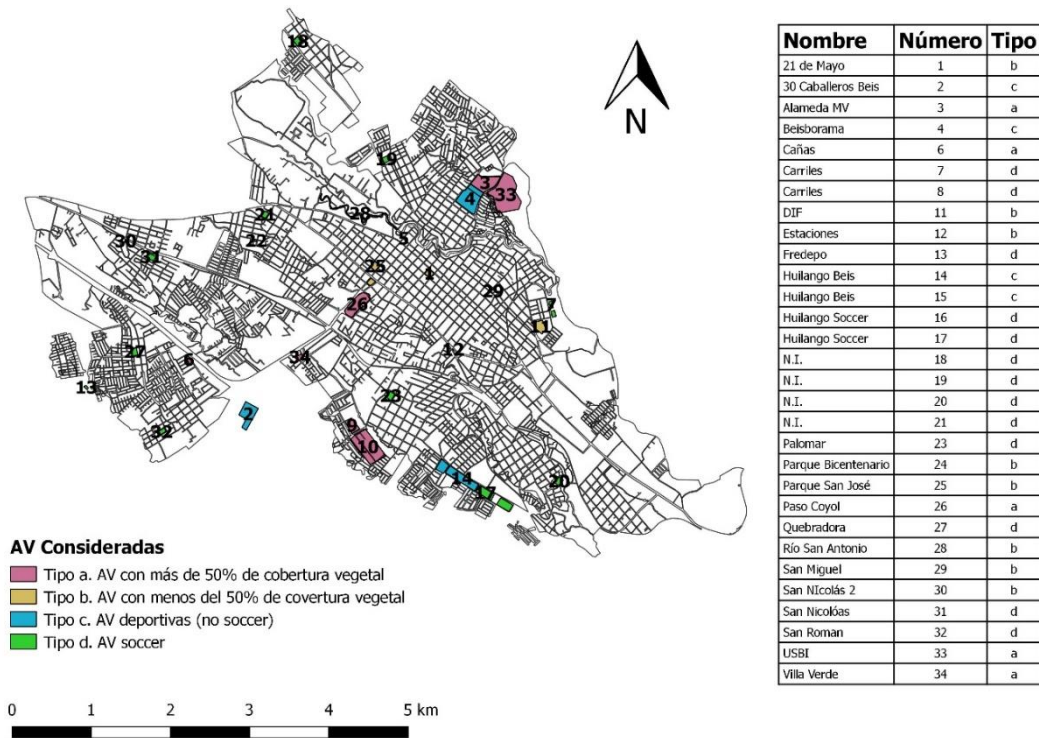 18
19
3
33
4
21
28
30
22
5
31
25
1
29
26
7
11
27
6
34
12
13
23
2
32
9
10
14
17
20
N
Nombre Número Tipo
21 de Mayo 1 b
30 Caballeros Beis 2 c
Alameda MV 3 a
Beisborama 4 c
Cañas 6 a
Carriles 7 d
Carriles 8 d
DIF 11 b
Estaciones 12 b
Fredepo 13 d
Huilango Beis 14 c
Huilango Beis 15 c
Huilango Soccer 16 d
Huilango Soccer 17 d
N.I. 18 d
N.I. 19 d
N.I. 20 d
N.I. 21 d
Palomar 23 d
Parque Bicentenario 24 b
Parque San José 25 b
Paso Coyol 26 a
Quebradora 27 d
Río San Antonio 28 b
San Miguel 29 b
San NIcolás 2 30 b
San Nicolóas 31 d
San Roman 32 d
USBI 33 a
Villa Verde 34 a
AV Consideradas
Tipo a. AV con más de 50% de cobertura vegetal
Tipo b. AV con menos del 50% de covertura vegetal
Tipo c. AV deportivas (no soccer)
Tipo d. AV soccer
0 1 2 3 4 5 km